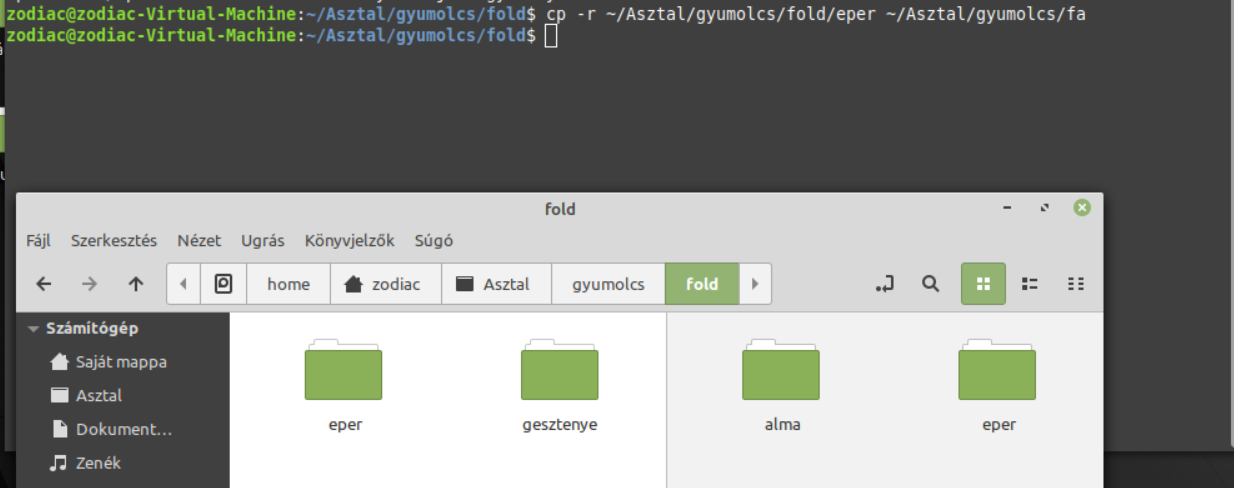 zodiac@zodiac-Virtual-Machine:~/Asztal/gyumolcs/fold$ cp -r ~/Asztal/gyumolcs/fold/eper ~/Asztal/gyumolcs/fa
zodiac@zodiac-Virtual-Machine:~/Asztal/gyumolcs/fold$
fold
Fájl Szerkesztés Nézet Ugrás Könyvjelzők Súgó
home zodiac Asztal gyumolcs fold
Számítógép
Saját mappa
Asztal
Dokument...
Zenék
eper gesztenye alma eper